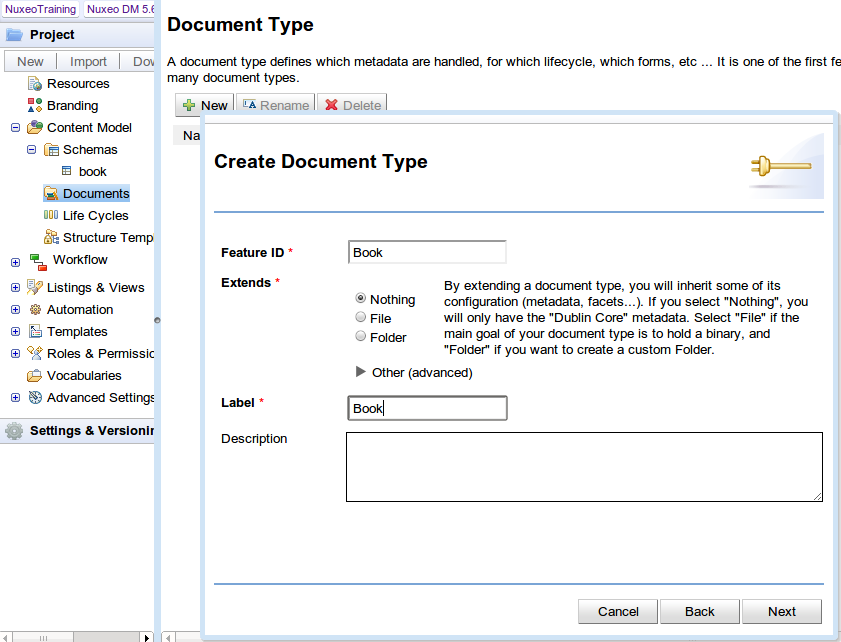 NuxeoTraining Nuxeo DM 5.6
Project
New Import Dow
Resources
Branding
Content Model
Schemas
book
Documents
Life Cycles
Structure Temp
Workflow
Listings & Views
Automation
Templates
Roles & Permissio
Vocabularies
Advanced Settings
Settings & Versionin
Document Type
A document type defines which metadata are handled, for which lifecycle, which forms, etc ... It is one of the first fe
many document types.
New Rename Delete
Na
Create Document Type
Feature ID * Book
Extends *
Nothing
File
Folder
By extending a document type, you will inherit some of its
configuration (metadata, facets...). If you select "Nothing", you
will only have the "Dublin Core" metadata. Select "File" if the
main goal of your document type is to hold a binary, and
"Folder" if you want to create a custom Folder.
Other (advanced)
Label * Book
Description
Cancel Back Next